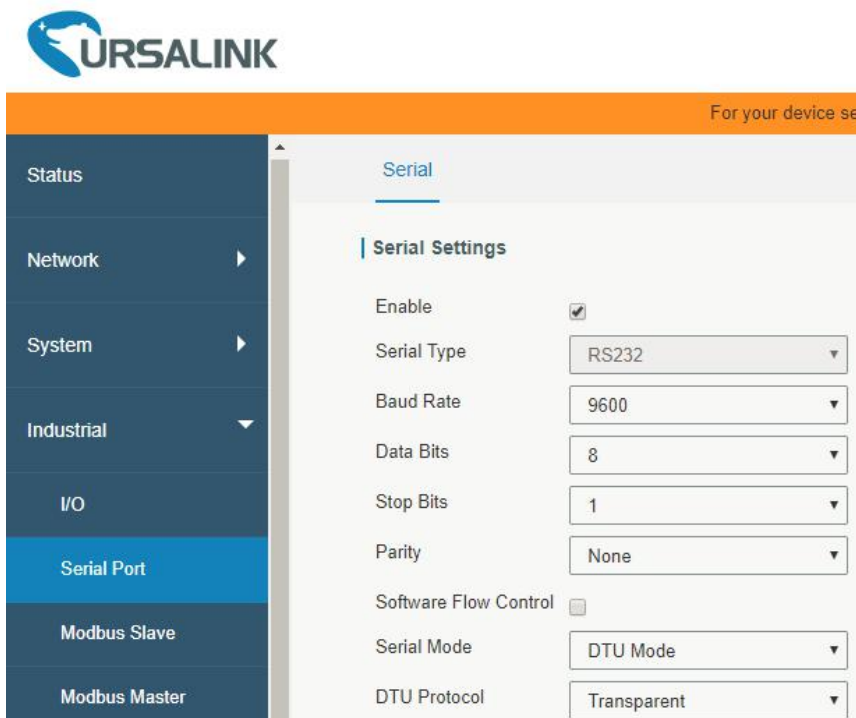 URSALINK
For your device se
Status
Network
System
Industrial
I/O
Serial Port
Modbus Slave
Modbus Master
Serial
Serial Settings
Enable
Serial Type RS232
Baud Rate 9600
Data Bits 8
Stop Bits 1
Parity None
Software Flow Control
Serial Mode DTU Mode
DTU Protocol Transparent